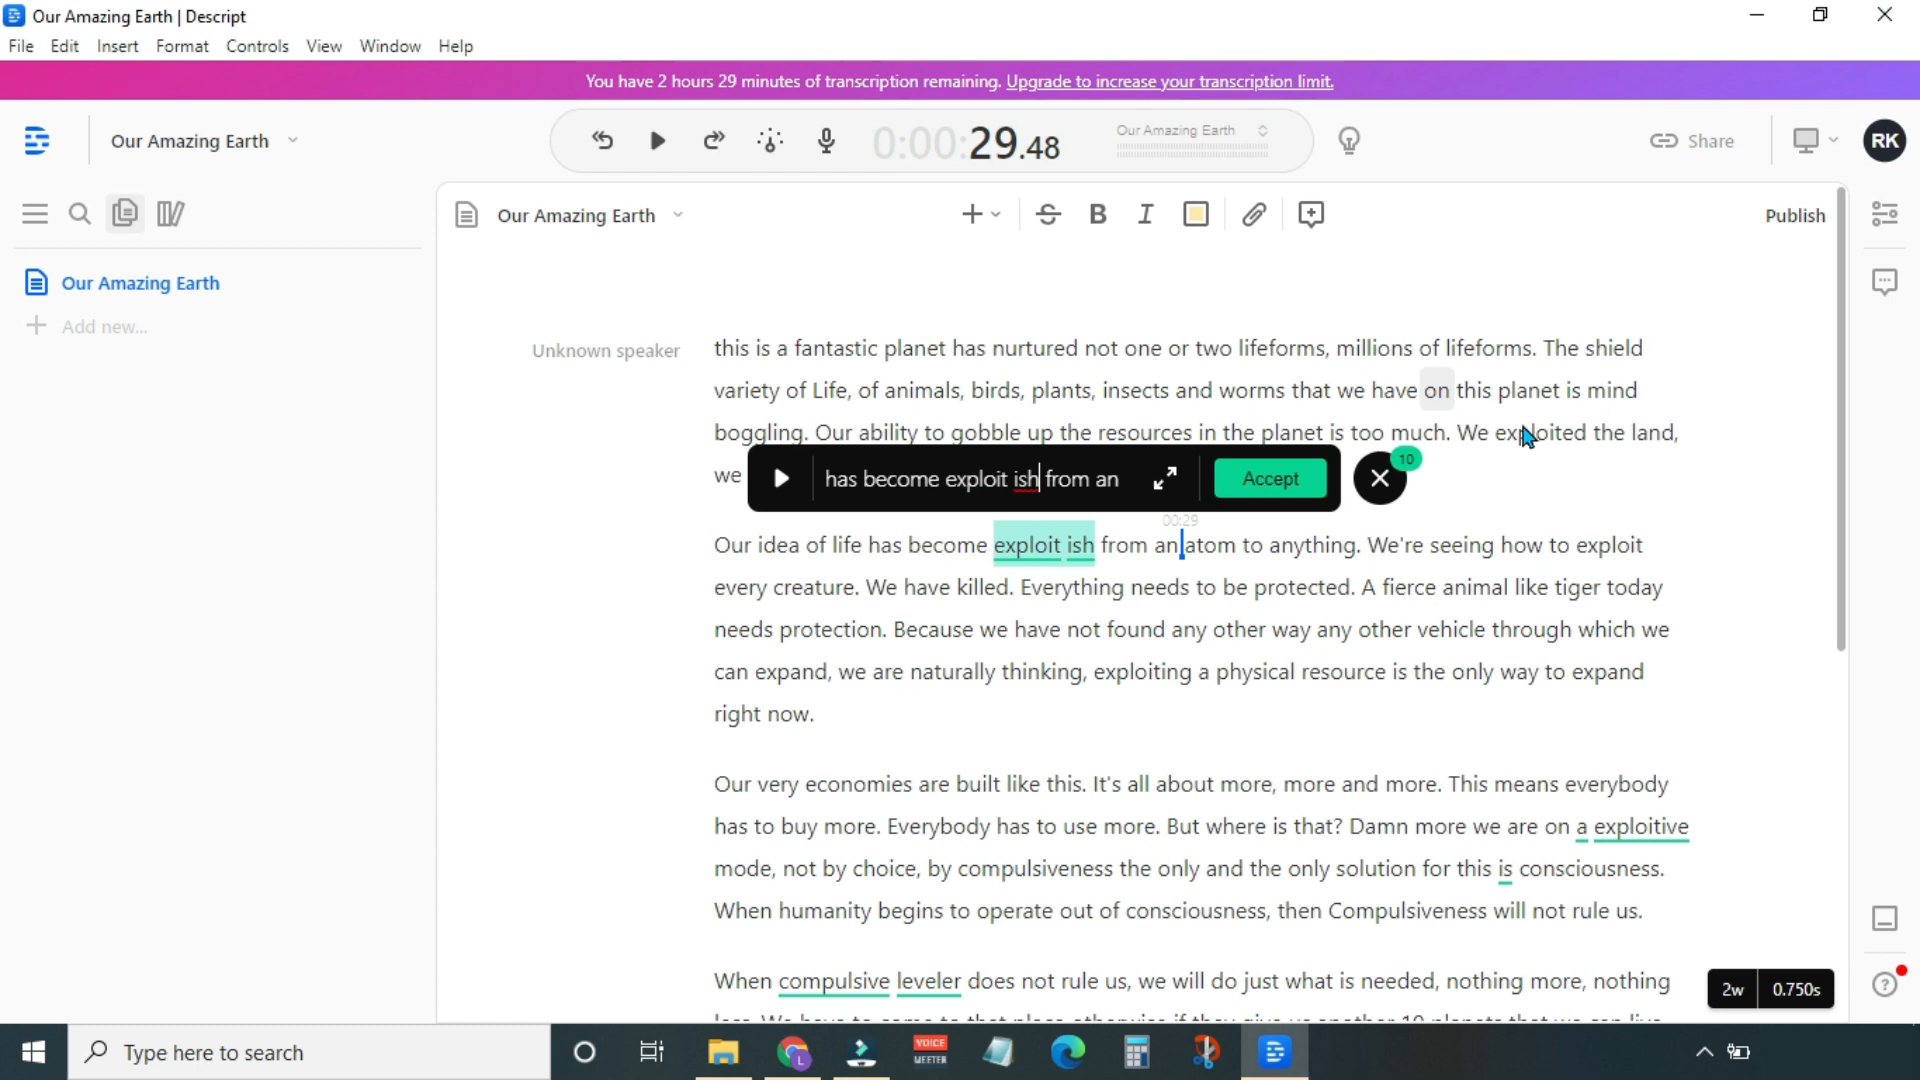 Our Amazing Earth | Descript
File Edit Insert Format Controls View Window Help
You have 2 hours 29 minutes of transcription remaining. Upgrade to increase your transcription limit.
Our Amazing Earth
0:00:29.48
Our Amazing Earth
Share
RK
Our Amazing Earth
B I
Publish
Our Amazing Earth
Add new...
Unknown speaker
this is a fantastic planet has nurtured not one or two lifeforms, millions of lifeforms. The shield
variety of Life, of animals, birds, plants, insects and worms that we have on this planet is mind
boggling. Our ability to gobble up the resources in the planet is too much. We exploited the land,
we
has become exploit ish from an
Accept
10
00:29
Our idea of life has become exploit ish from an atom to anything. We're seeing how to exploit
every creature. We have killed. Everything needs to be protected. A fierce animal like tiger today
needs protection. Because we have not found any other way any other vehicle through which we
can expand, we are naturally thinking, exploiting a physical resource is the only way to expand
right now.
Our very economies are built like this. It's all about more, more and more. This means everybody
has to buy more. Everybody has to use more. But where is that? Damn more we are on a exploitive
mode, not by choice, by compulsiveness the only and the only solution for this is consciousness.
When humanity begins to operate out of consciousness, then Compulsiveness will not rule us.
When compulsive leveler does not rule us, we will do just what is needed, nothing more, nothing
2w 0.750s
Type here to search
L
VOICE
MEETER